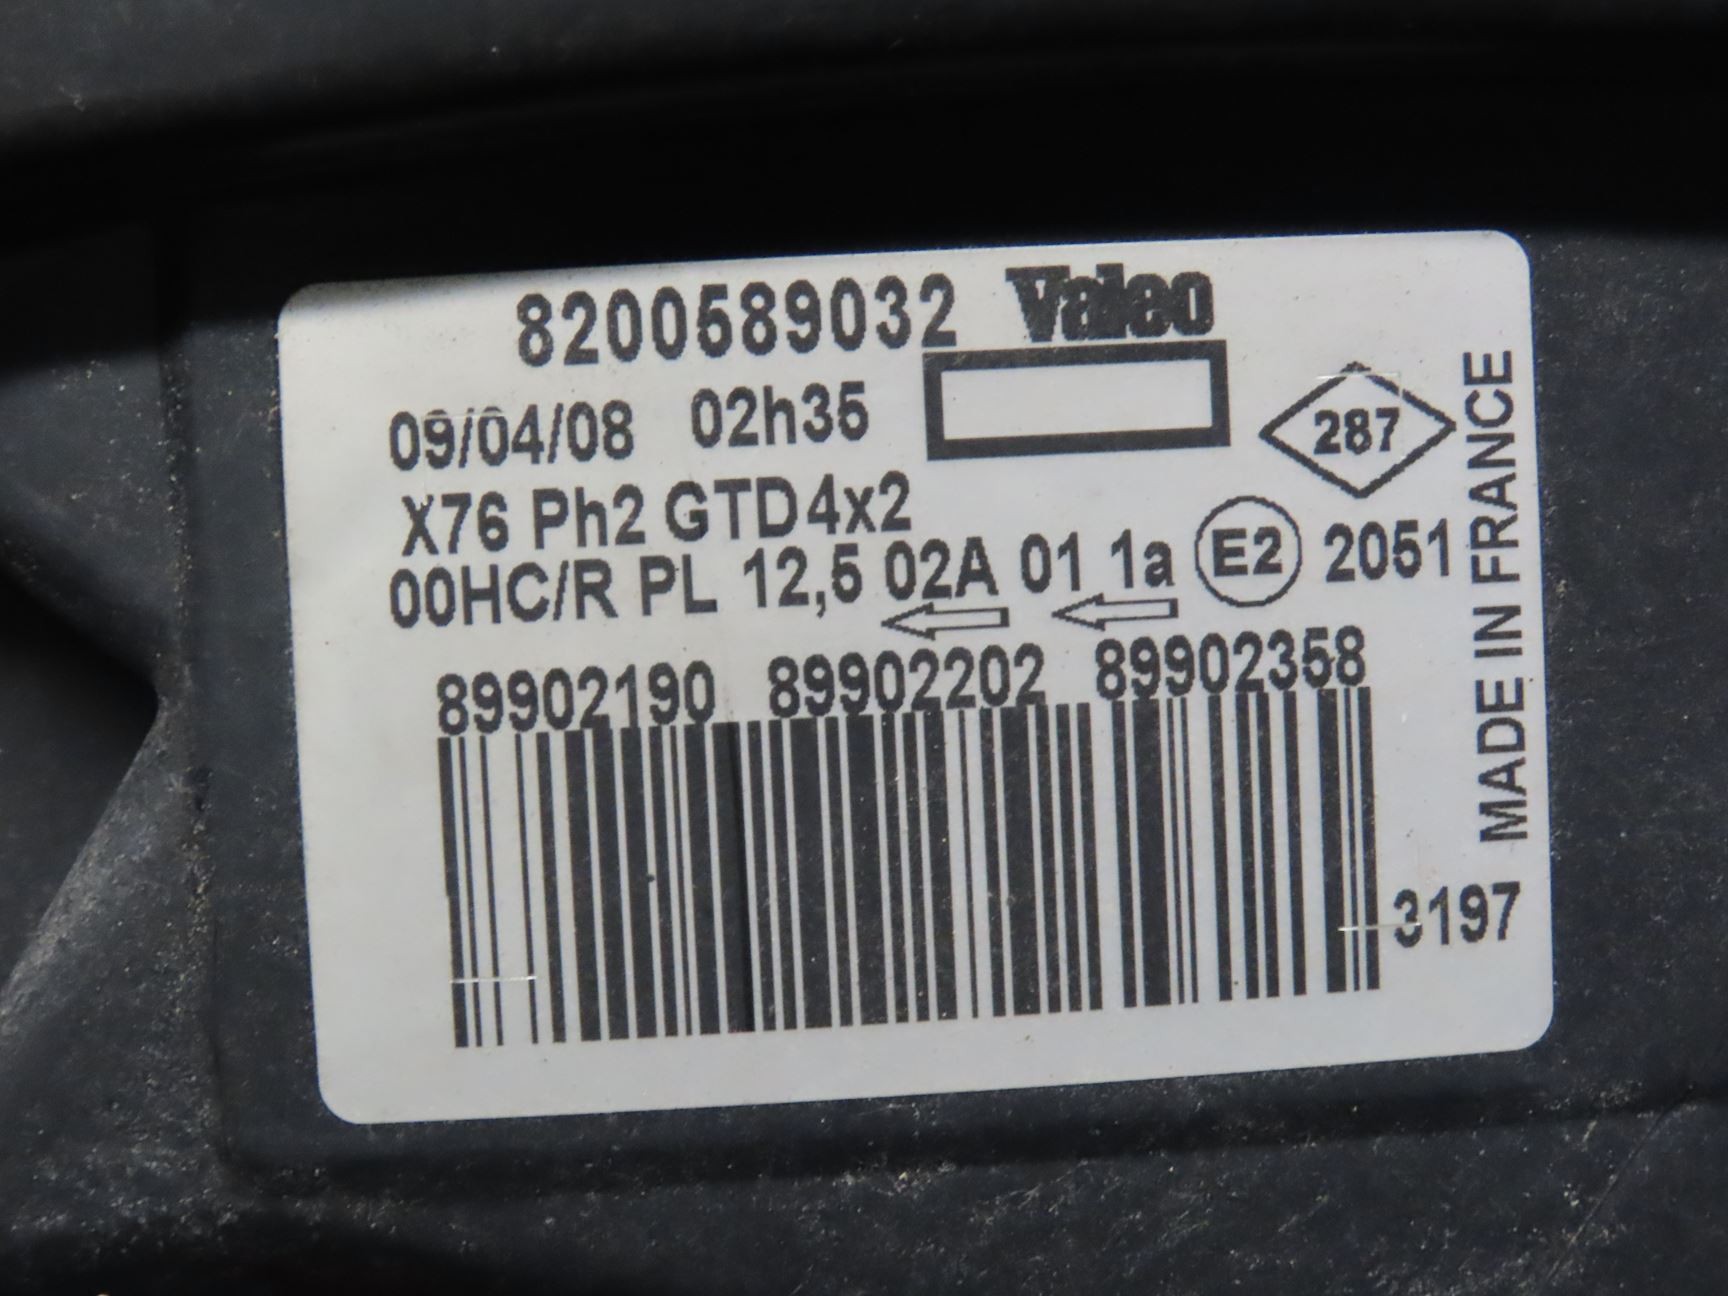 8200589032 Valeo
09/04/08 02h35
287
X76 Ph2 GTD4x2
00HC/R PL 12,5 02A 01 1a E2 2051
89902190 89902202 89902358
MADE IN FRANCE
3197